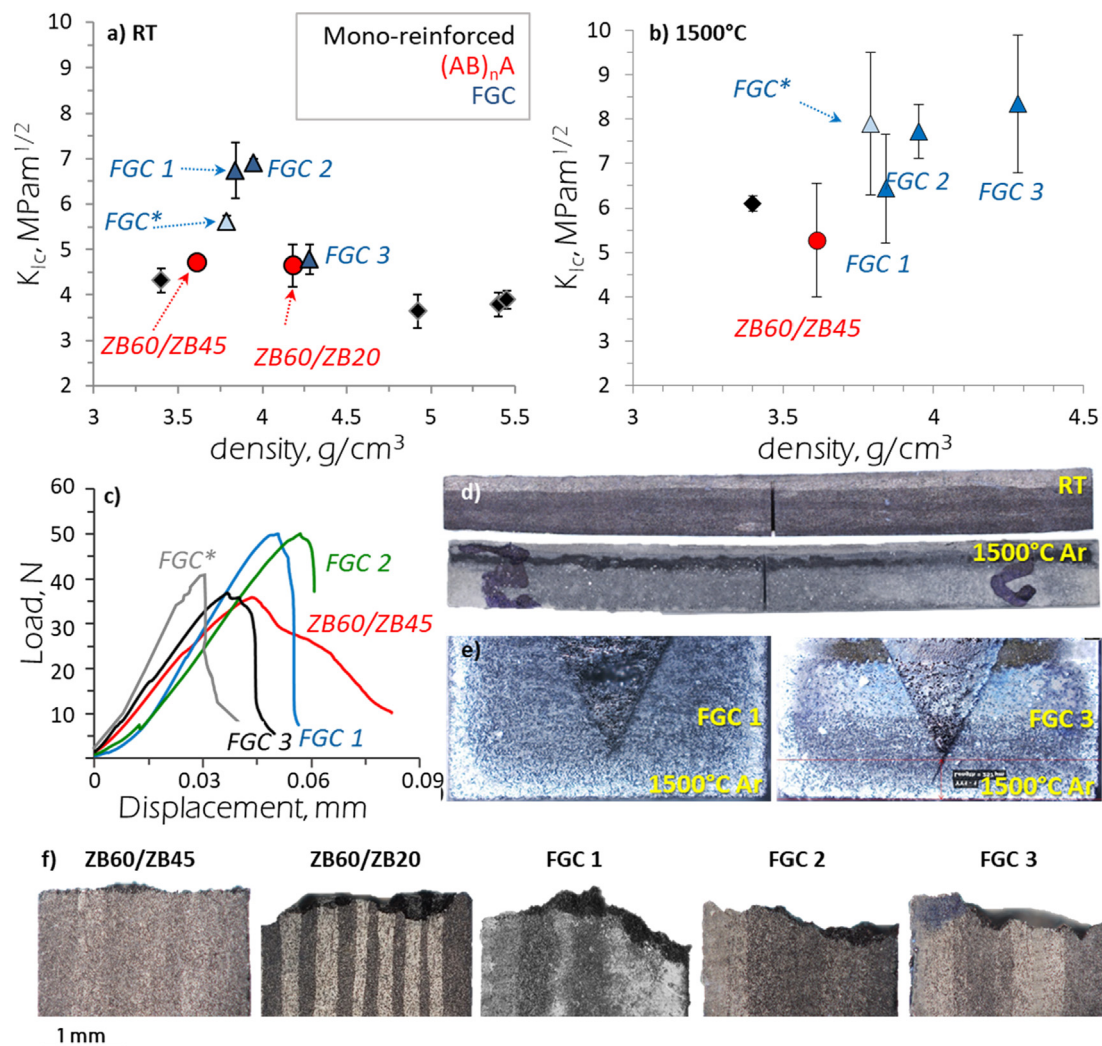 a) RT
Mono-reinforced
(AB)nA
FGC
10
9
8
7
6
5
4
3
2
KIc, MPam1/2
FGC 1
FGC 2
FGC*
FGC 3
ZB60/ZB45
ZB60/ZB20
3
3.5
4
4.5
5
5.5
density, g/cm3
b) 1500°C
10
9
8
7
6
5
4
3
2
KIc, MPam1/2
FGC*
FGC 2
FGC 3
FGC 1
ZB60/ZB45
3
3.5
4
4.5
density, g/cm3
c)
60
50
40
30
20
10
Load, N
FGC*
FGC 2
ZB60/ZB45
FGC 3
FGC 1
0
0.03
0.06
0.09
Displacement, mm
d)
RT
1500°C Ar
e)
FGC 1
1500°C Ar
FGC 3
1500°C Ar
f)
ZB60/ZB45
ZB60/ZB20
FGC 1
FGC 2
FGC 3
1 mm